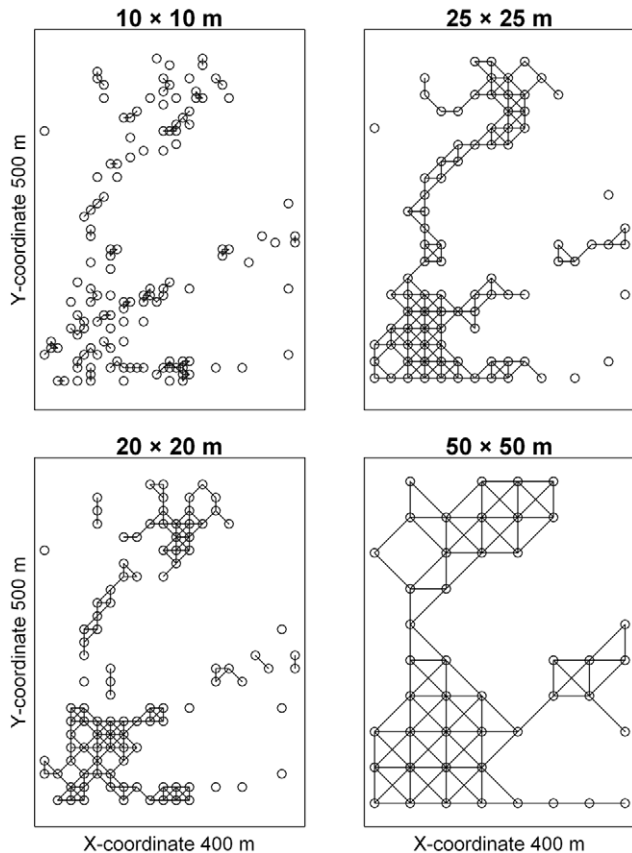 10 × 10 m
25 × 25 m
Y-coordinate 500 m
20 × 20 m
50 × 50 m
Y-coordinate 500 m
X-coordinate 400 m
X-coordinate 400 m